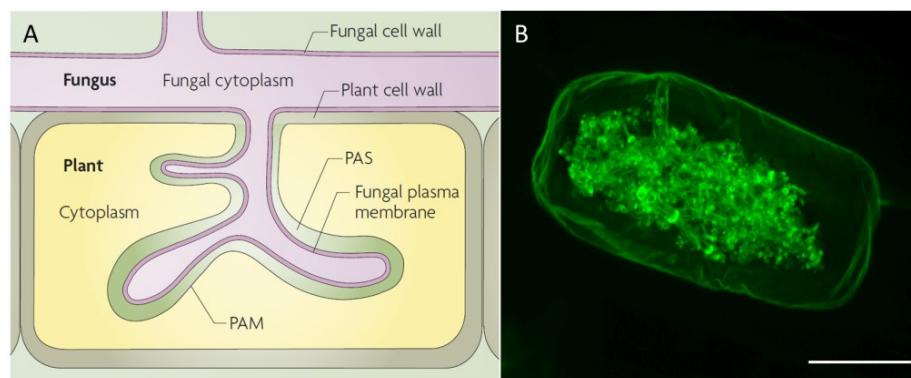 A
Fungal cell wall
Fungus
Fungal cytoplasm
Plant cell wall
Plant
PAS
Cytoplasm
Fungal plasma
membrane
PAM
B